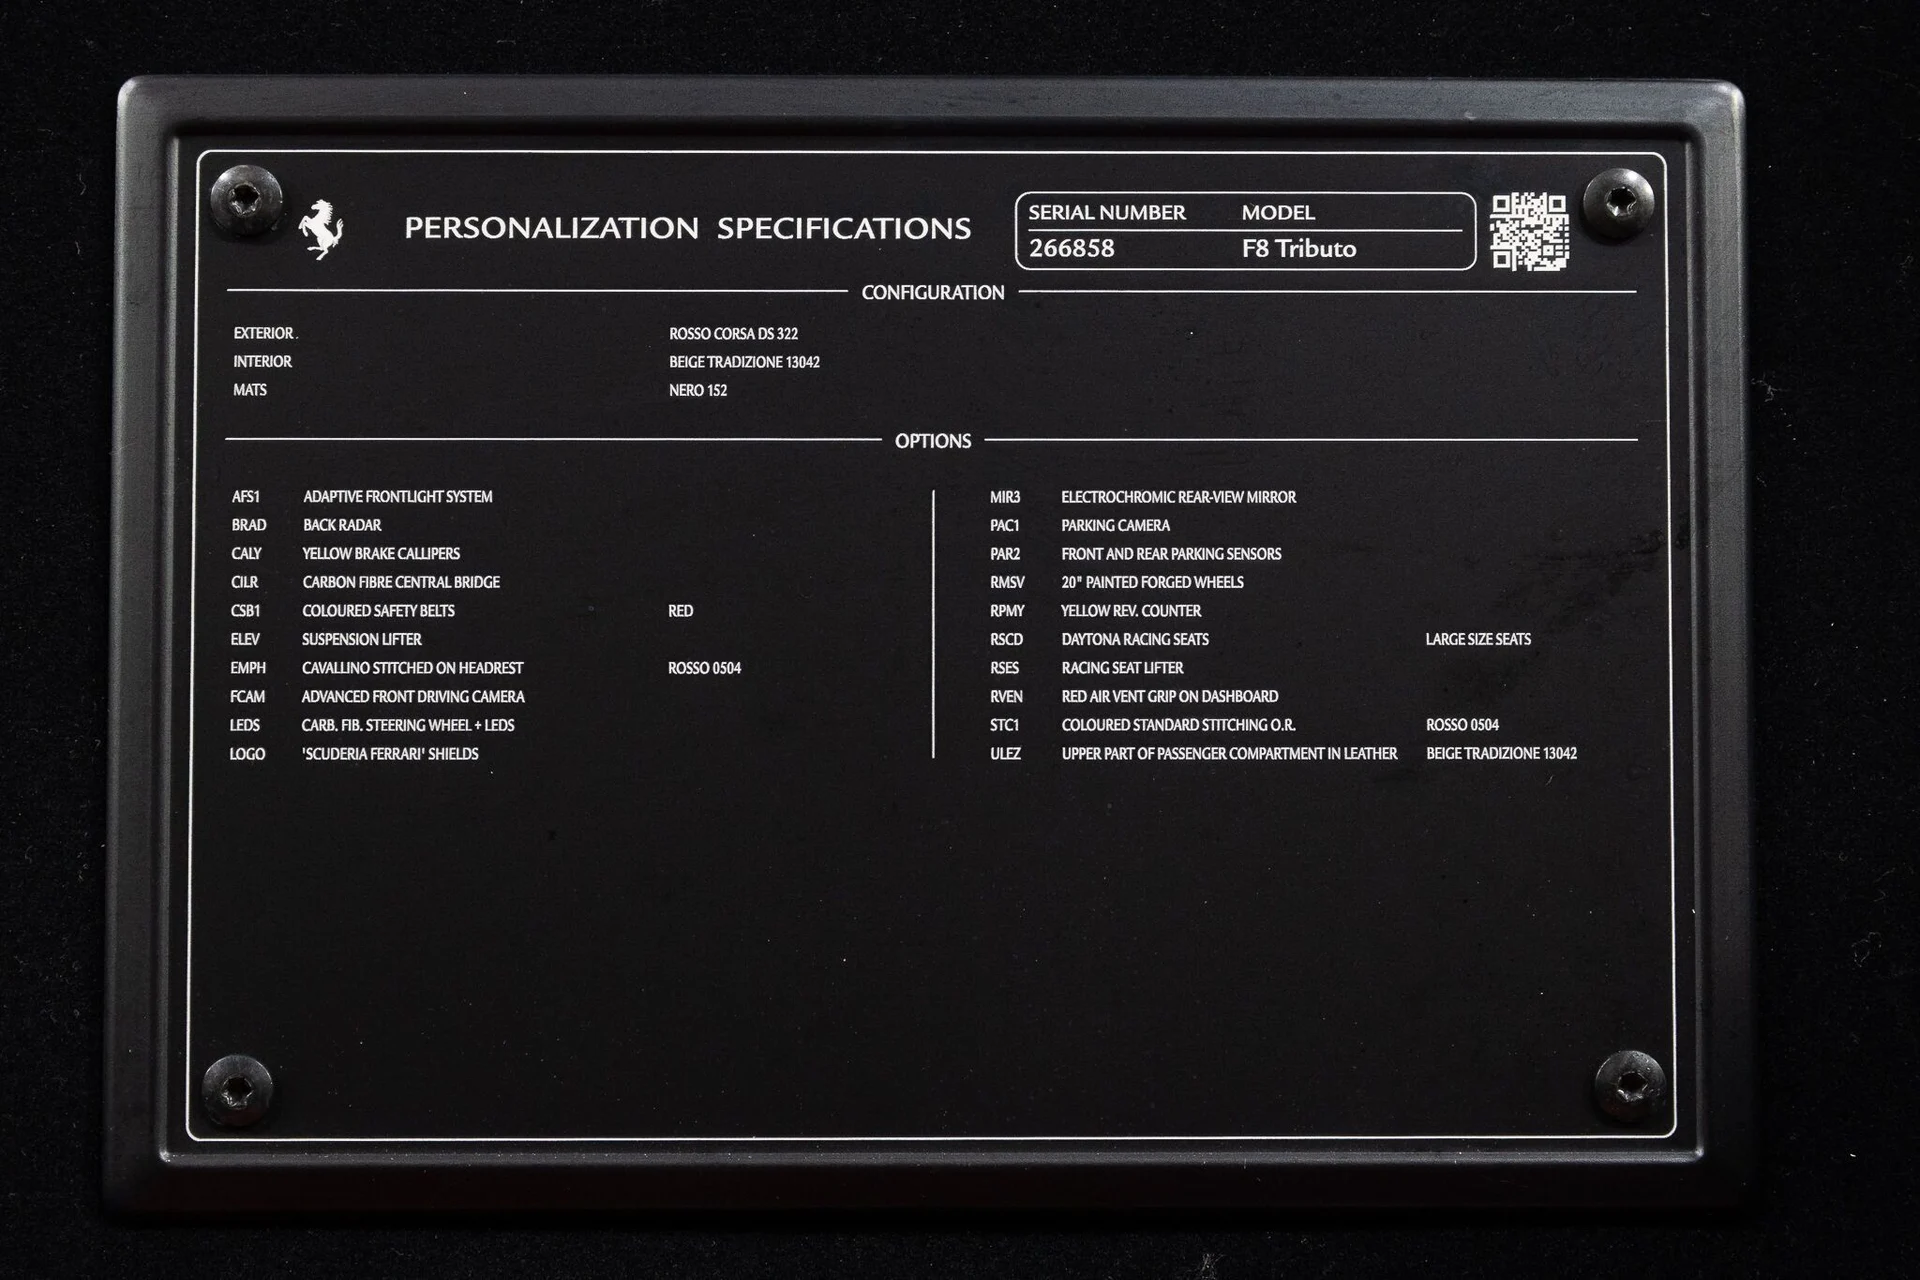 PERSONALIZATION SPECIFICATIONS
SERIAL NUMBER MODEL
266858 F8 Tributo
CONFIGURATION
EXTERIOR. ROSSO CORSA DS 322
INTERIOR BEIGE TRADIZIONE 13042
MATS NERO 152
OPTIONS
AFS1 ADAPTIVE FRONTLIGHT SYSTEM
BRAD BACK RADAR
CALY YELLOW BRAKE CALLIPERS
CILR CARBON FIBRE CENTRAL BRIDGE
CSB1 COLOURED SAFETY BELTS RED
ELEV SUSPENSION LIFTER
EMPH CAVALLINO STITCHED ON HEADREST ROSSO 0504
FCAM ADVANCED FRONT DRIVING CAMERA
LEDS CARB. FIB. STEERING WHEEL + LEDS
LOGO 'SCUDERIA FERRARI' SHIELDS
MIR3 ELECTROCHROMIC REAR-VIEW MIRROR
PAC1 PARKING CAMERA
PAR2 FRONT AND REAR PARKING SENSORS
RMSV 20" PAINTED FORGED WHEELS
RPMY YELLOW REV. COUNTER
RSCD DAYTONA RACING SEATS LARGE SIZE SEATS
RSES RACING SEAT LIFTER
RVEN RED AIR VENT GRIP ON DASHBOARD
STC1 COLOURED STANDARD STITCHING O.R. ROSSO 0504
ULEZ UPPER PART OF PASSENGER COMPARTMENT IN LEATHER BEIGE TRADIZIONE 13042